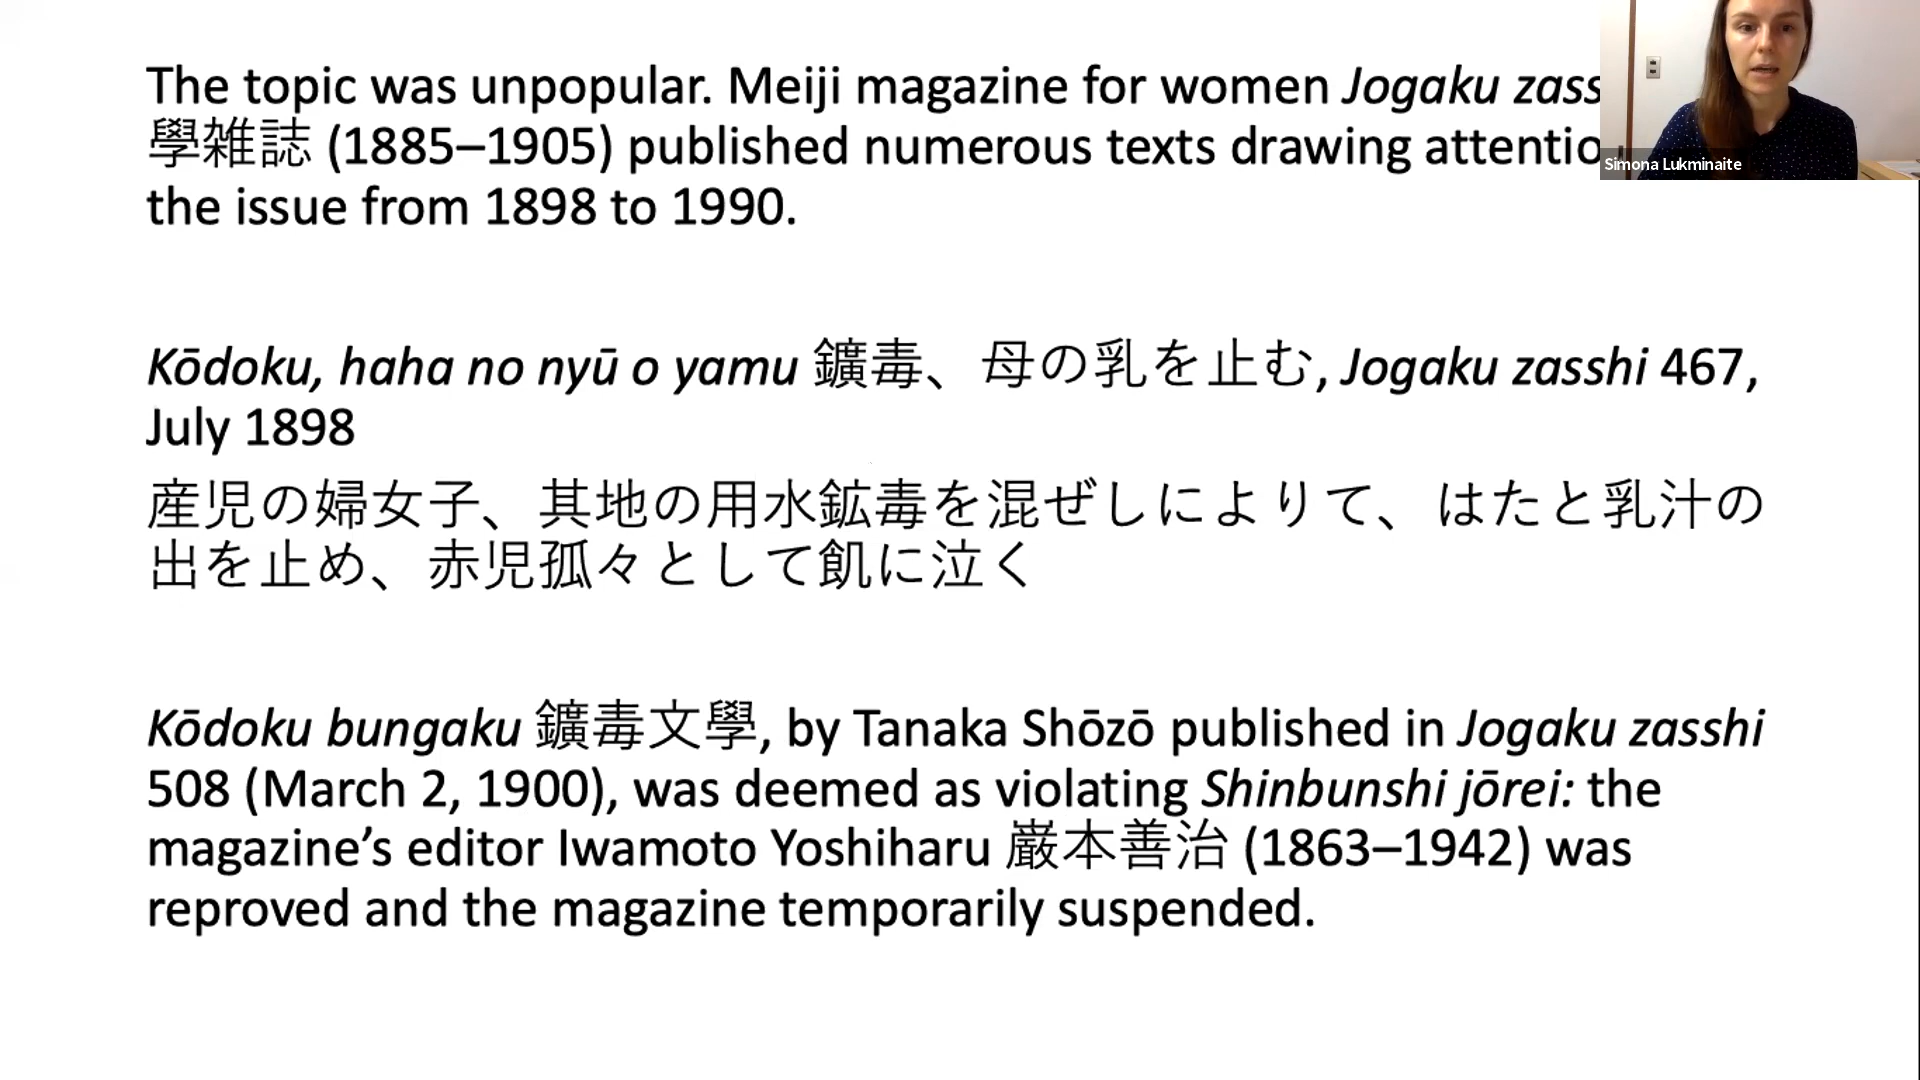 The topic was unpopular. Meiji magazine for women Jogaku zass
學雑誌 (1885–1905) published numerous texts drawing attentio
the issue from 1898 to 1990.
Simona Lukminaite
Kōdoku, haha no nyū o yamu 鑛毒、母の乳を止む, Jogaku zasshi 467,
July 1898
産児の婦女子、其地の用水鉱毒を混ぜしによりて、はたと乳汁の
出を止め、赤児孤々として飢に泣く
Kōdoku bungaku 鑛毒文學, by Tanaka Shōzō published in Jogaku zasshi
508 (March 2, 1900), was deemed as violating Shinbunshi jōrei: the
magazine’s editor Iwamoto Yoshiharu 巌本善治 (1863–1942) was
reproved and the magazine temporarily suspended.